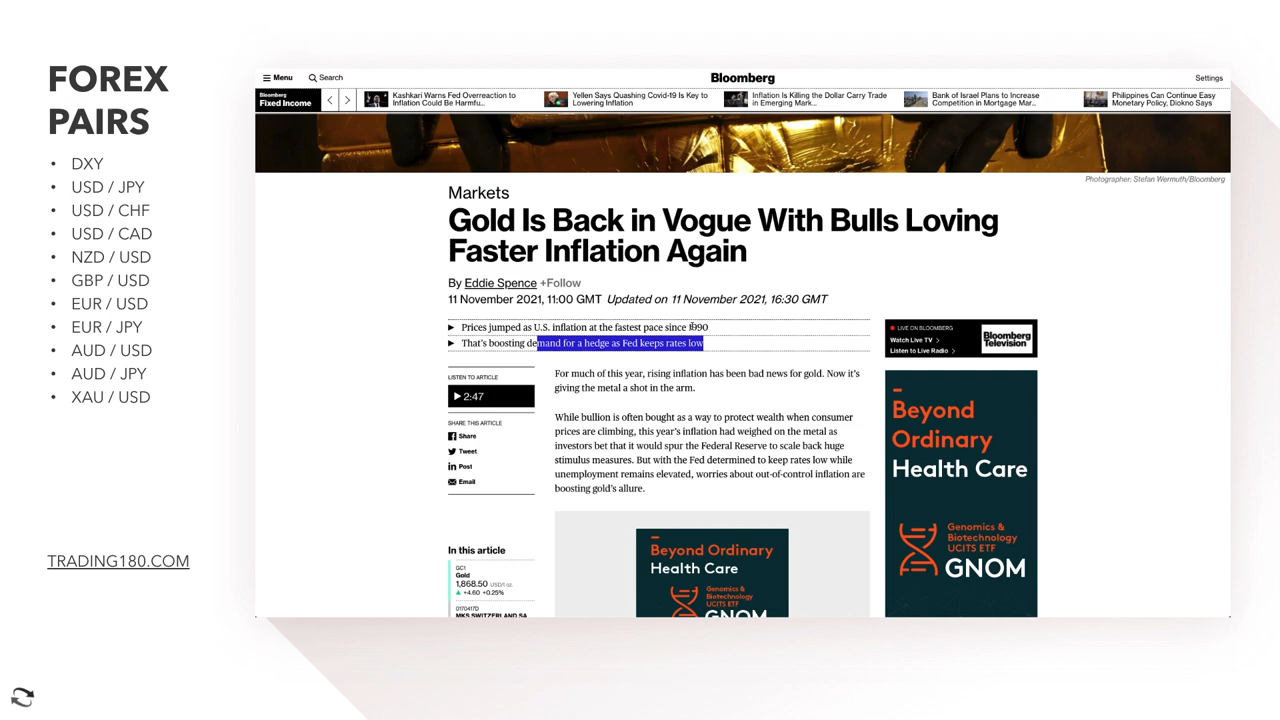 FOREX
PAIRS
• DXY
• USD / JPY
• USD / CHF
• USD / CAD
• NZD / USD
• GBP / USD
• EUR / USD
• EUR / JPY
• AUD / USD
• AUD / JPY
• XAU / USD
TRADING180.COM
Menu
Search
Bloomberg
Settings
Bloomberg
Fixed Income
Kashkari Warns Fed Overreaction to
Inflation Could Be Harmfu...
Yellen Says Quashing Covid-19 Is Key to
Lowering Inflation
Inflation Is Killing the Dollar Carry Trade
in Emerging Mark...
Bank of Israel Plans to Increase
Competition in Mortgage Mar...
Philippines Can Continue Easy
Monetary Policy, Diokno Says
Photographer: Stefan Wermuth/Bloomberg
Markets
Gold Is Back in Vogue With Bulls Loving
Faster Inflation Again
By Eddie Spence +Follow
11 November 2021, 11:00 GMT Updated on 11 November 2021, 16:30 GMT
Prices jumped as U.S. inflation at the fastest pace since 1990
That's boosting demand for a hedge as Fed keeps rates low
LISTEN TO ARTICLE
2:47
SHARE THIS ARTICLE
Share
Tweet
Post
Email
For much of this year, rising inflation has been bad news for gold. Now it's
giving the metal a shot in the arm.
While bullion is often bought as a way to protect wealth when consumer
prices are climbing, this year's inflation had weighed on the metal as
investors bet that it would spur the Federal Reserve to scale back huge
stimulus measures. But with the Fed determined to keep rates low while
unemployment remains elevated, worries about out-of-control inflation are
boosting gold's allure.
In this article
GC1
Gold
1,868.50 USD/t oz.
▲ +4.60 +0.25%
0170417D
MKS SWITZERLAND SA
Beyond Ordinary
Health Care
Genomics &
Biotechnology
UCITS ETF
GNOM
LIVE ON BLOOMBERG
Watch Live TV >
Listen to Live Radio >
Bloomberg
Television
Beyond
Ordinary
Health Care
Genomics &
Biotechnology
UCITS ETF
GNOM